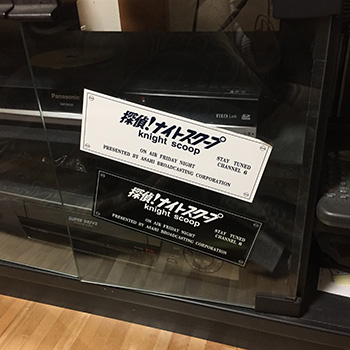 Panasonic
VIERA Link
探偵!ナイトスクープ
knight scoop
ON AIR FRIDAY NIGHT
STAY TUNED
PRESENTED BY ASAHI BROADCASTING CORPORATION
CHANNEL 6
探偵!ナイトスクープ
knight scoop
ON AIR FRIDAY NIGHT
STAY TUNED
PRESENTED BY ASAHI BROADCASTING CORPORATION
CHANNEL 6
SUPER DRIVE